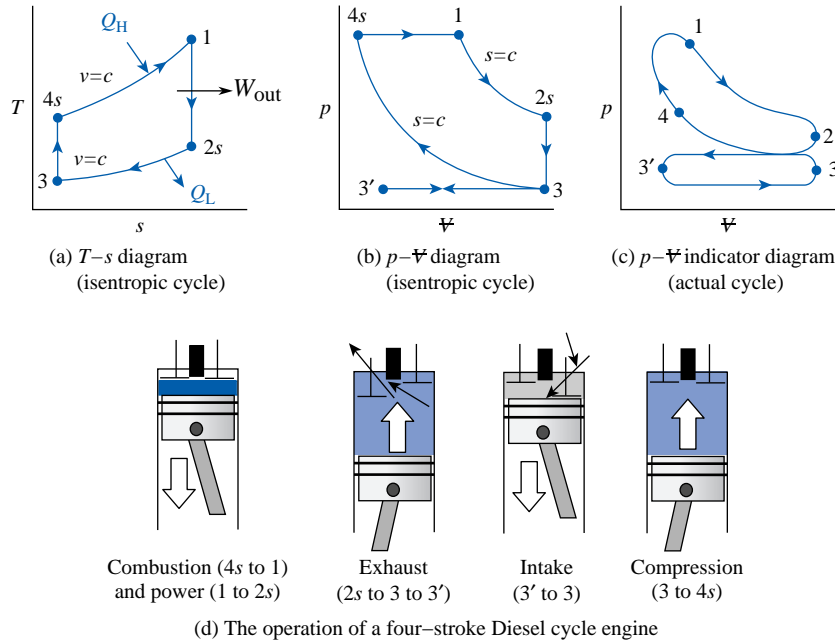 Q_H
1
v=c
T
W_out
4s
v=c
2s
3
Q_L
s
(a) T–s diagram
(isentropic cycle)
4s
1
s=c
p
2s
s=c
3′
3
V
(b) p–V diagram
(isentropic cycle)
1
p
4
2
3′
3
V
(c) p–V indicator diagram
(actual cycle)
Combustion (4s to 1)
and power (1 to 2s)
Exhaust
(2s to 3 to 3′)
Intake
(3′ to 3)
Compression
(3 to 4s)
(d) The operation of a four–stroke Diesel cycle engine